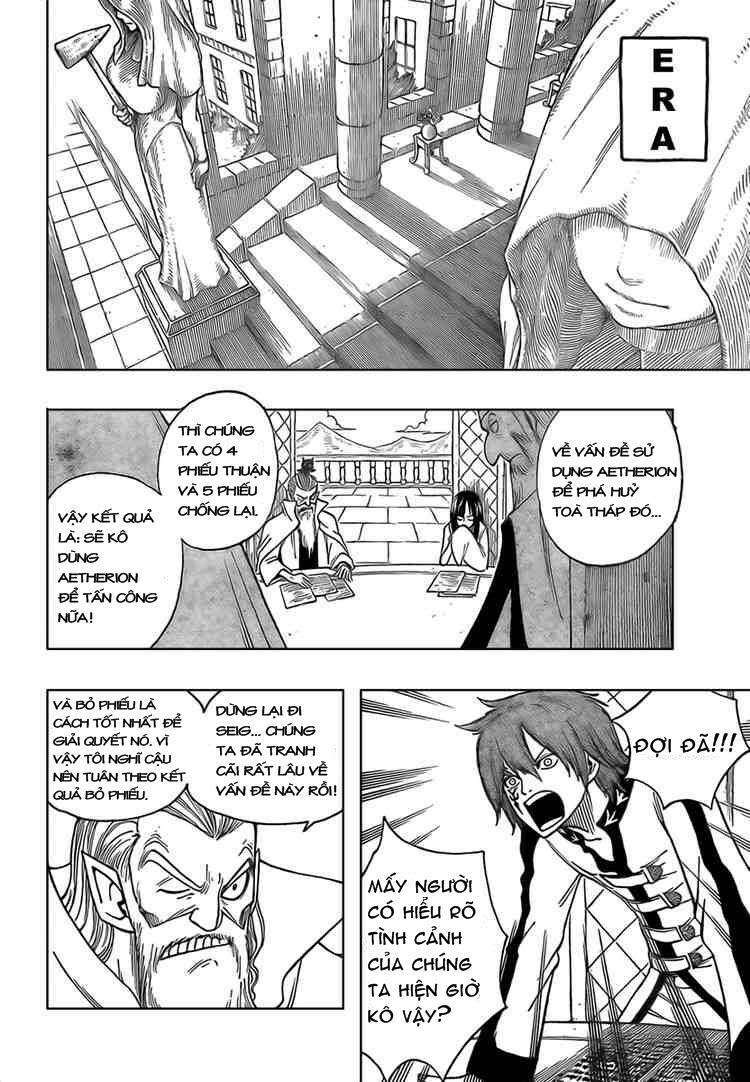 ERA
VỀ VẤN ĐỀ SỬ
DỤNG AETHERION
ĐỂ PHÁ HUỶ
TOÀ THÁP ĐÓ...
THÌ CHÚNG
TA CÓ 4
PHIẾU THUẬN
VÀ 5 PHIẾU
CHỐNG LẠI.
VẬY KẾT QUẢ
LÀ: SẼ KÔ
DÙNG
AETHERION
ĐỂ TẤN CÔNG
NỮA!
ĐỢI ĐÃ!!!
MẤY NGƯỜI
CÓ HIỂU RÕ
TÌNH CẢNH
CỦA CHÚNG
TA HIỆN GIỜ
KÔ VẬY?
DỪNG LẠI ĐI
SEIG... CHÚNG
TA ĐÃ TRANH
CÃI RẤT LÂU VỀ
VẤN ĐỀ NÀY RỒI!
VÀ BỎ PHIẾU LÀ
CÁCH TỐT NHẤT ĐỂ
GIẢI QUYẾT NÓ. VÌ
VẬY TÔI NGHĨ CẬU
NÊN TUÂN THEO KẾT
QUẢ BỎ PHIẾU.